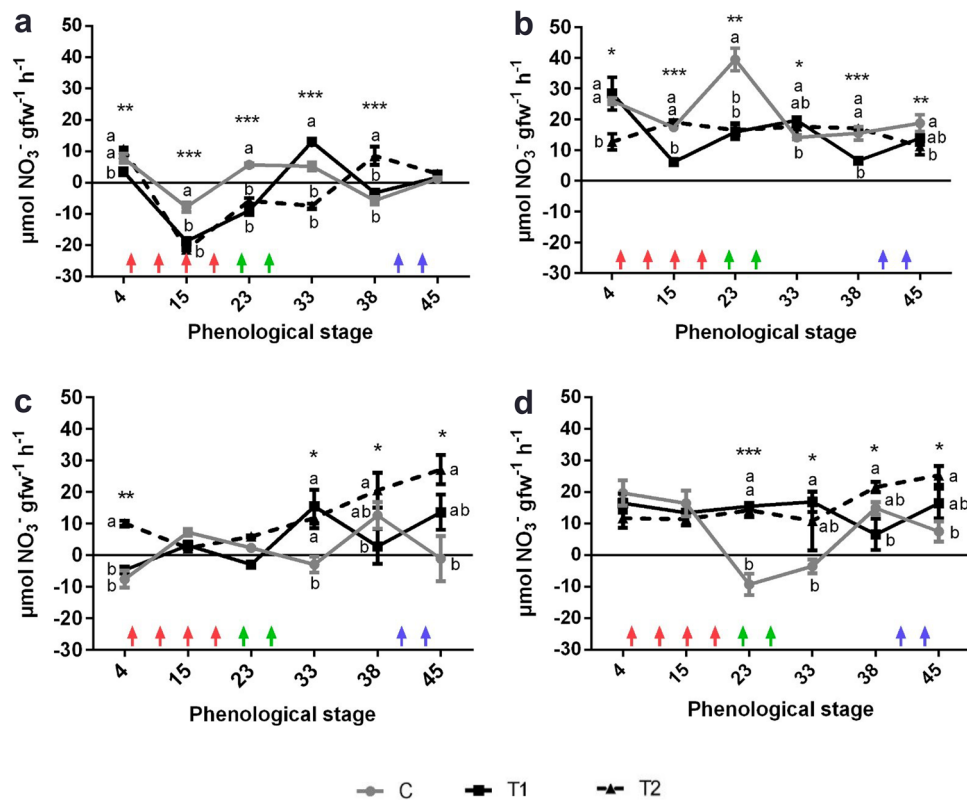 a
50
40
30
20
10
0
-10
-20
-30
µmol NO3- gfw-1 h-1
** *** *** *** ***
a a b
a b b
a b b
a b
a b b
4 15 23 33 38 45
Phenological stage
b
50
40
30
20
10
0
-10
-20
-30
µmol NO3- gfw-1 h-1
* *** ** * *** **
a a b
a a b
a b b
a ab b
a a b
a ab b
4 15 23 33 38 45
Phenological stage
c
50
40
30
20
10
0
-10
-20
-30
µmol NO3- gfw-1 h-1
** * * *
a b b
a a b
a ab b
a ab b
4 15 23 33 38 45
Phenological stage
d
50
40
30
20
10
0
-10
-20
-30
µmol NO3- gfw-1 h-1
*** * * *
a a b
a ab b
a ab b
a ab b
4 15 23 33 38 45
Phenological stage
C T1 T2